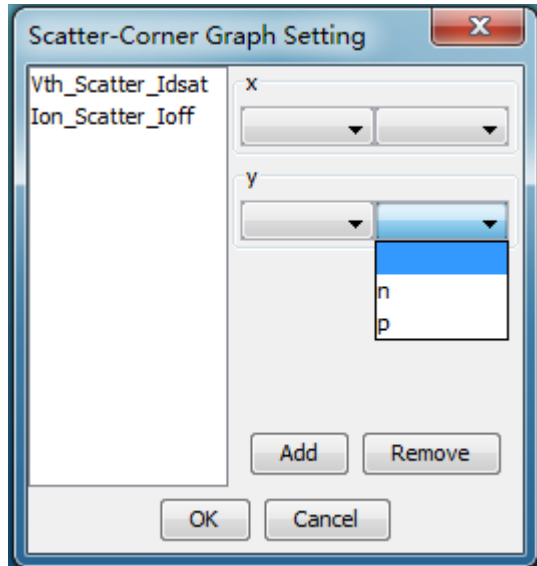 Scatter-Corner Graph Setting
Vth_Scatter_Idsat
Ion_Scatter_Ioff
x
y
n
p
Add
Remove
OK
Cancel